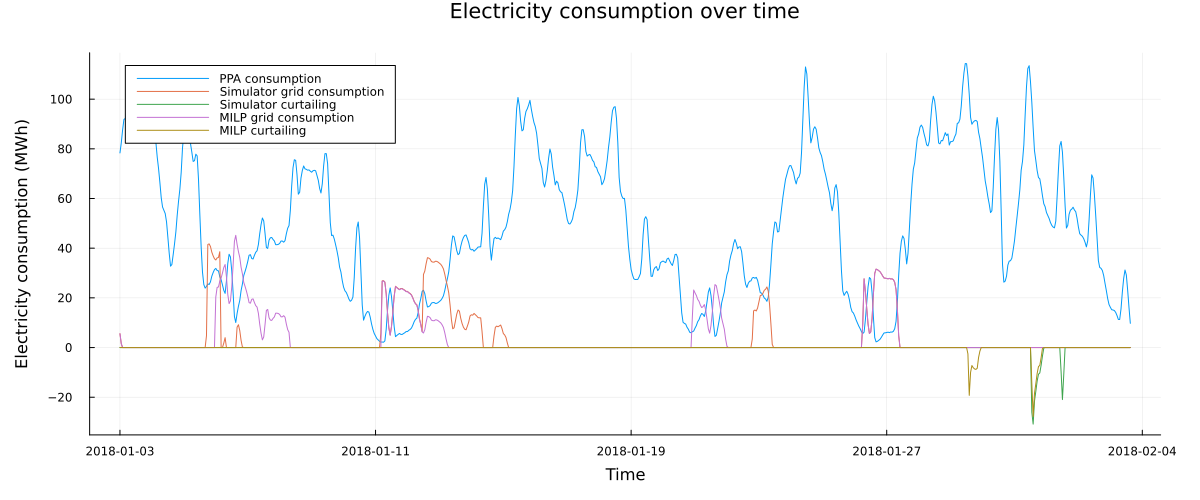 Electricity consumption over time
PPA consumption
Simulator grid consumption
Simulator curtailing
MILP grid consumption
MILP curtailing
Electricity consumption (MWh)
100
80
60
40
20
0
−20
2018-01-03
2018-01-11
2018-01-19
2018-01-27
2018-02-04
Time